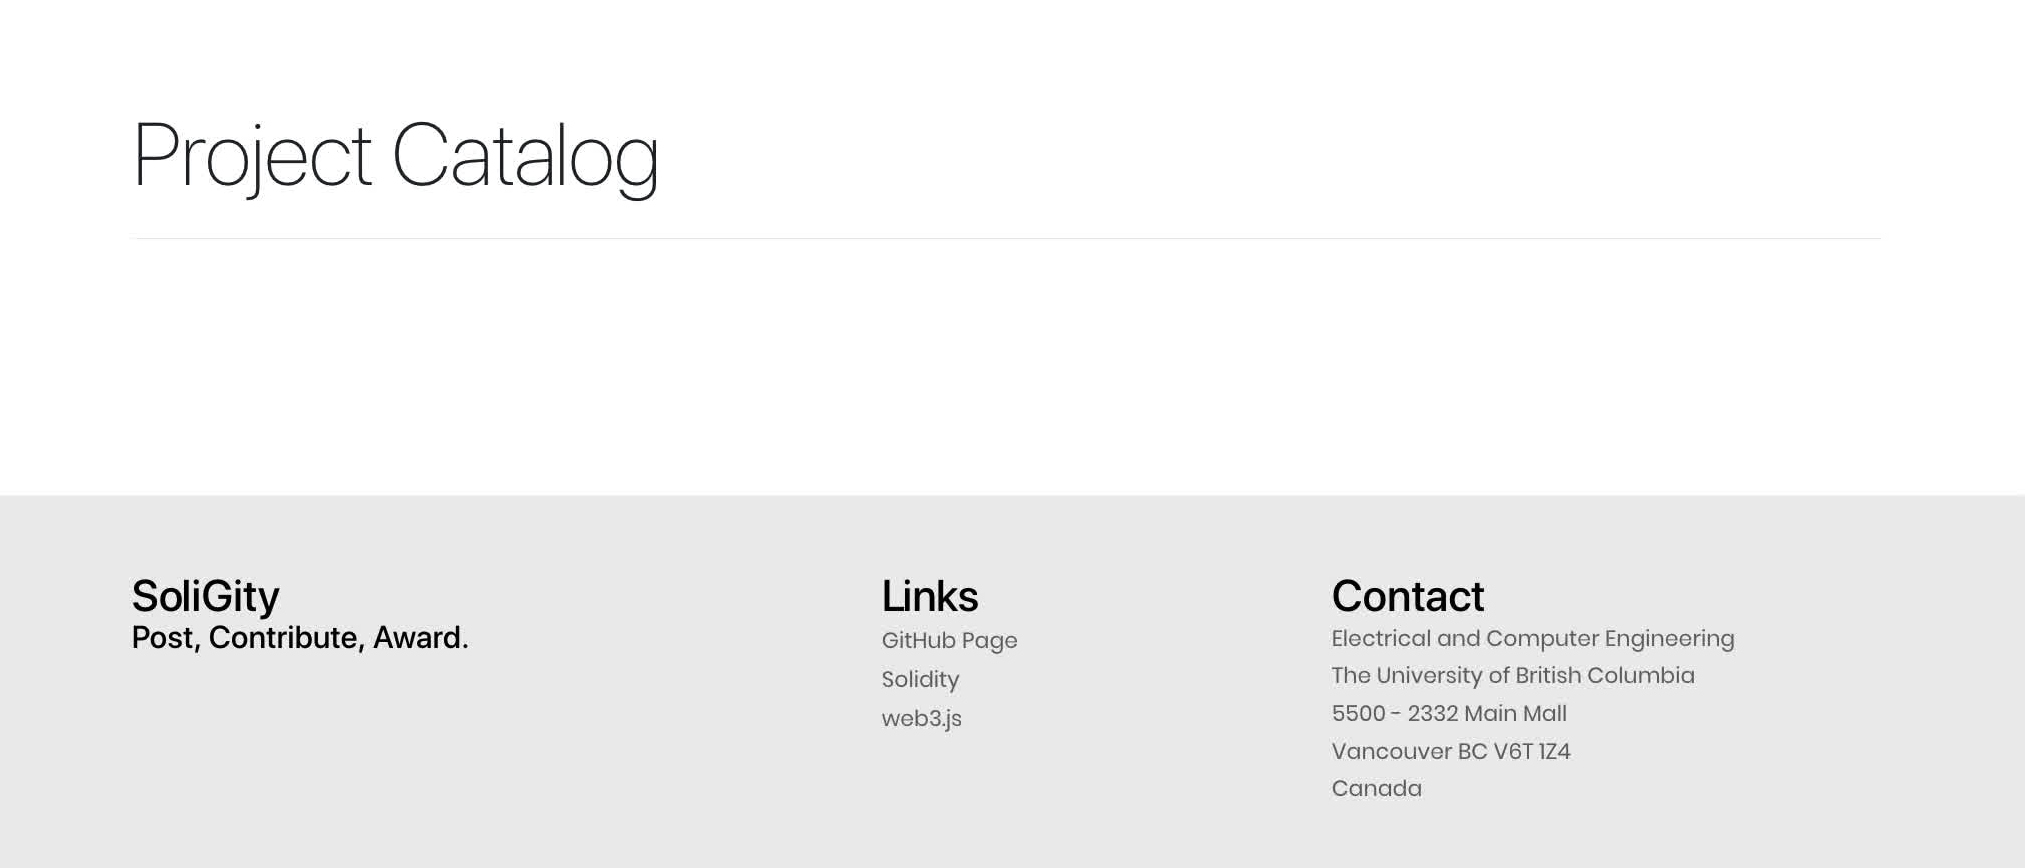 Project Catalog
SoliGity
Post, Contribute, Award.
Links
GitHub Page
Solidity
web3.js
Contact
Electrical and Computer Engineering
The University of British Columbia
5500 - 2332 Main Mall
Vancouver BC V6T 1Z4
Canada